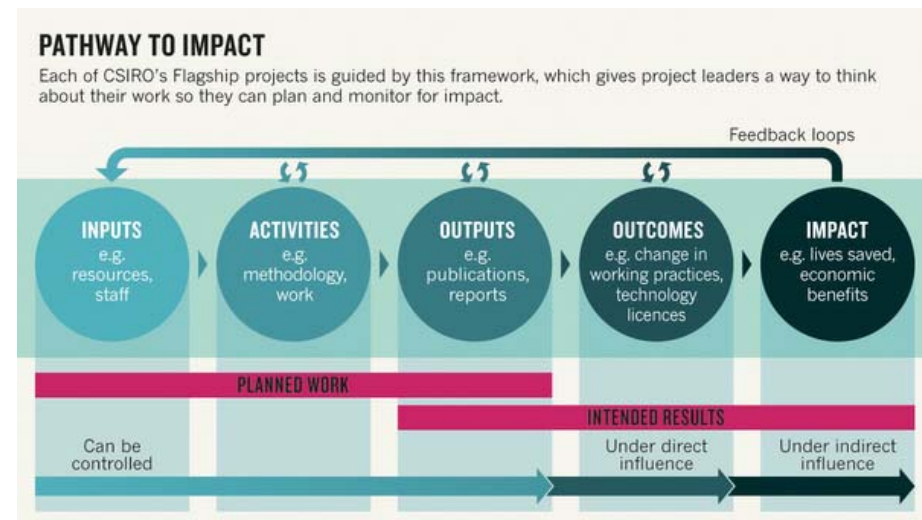 PATHWAY TO IMPACT
Each of CSIRO's Flagship projects is guided by this framework, which gives project leaders a way to think
about their work so they can plan and monitor for impact.
Feedback loops
INPUTS
e.g.
resources,
staff
ACTIVITIES
e.g.
methodology,
work
OUTPUTS
e.g.
publications,
reports
OUTCOMES
e.g. change in
working practices,
technology
licences
IMPACT
e.g. lives saved,
economic
benefits
PLANNED WORK
INTENDED RESULTS
Can be
controlled
Under direct
influence
Under indirect
influence